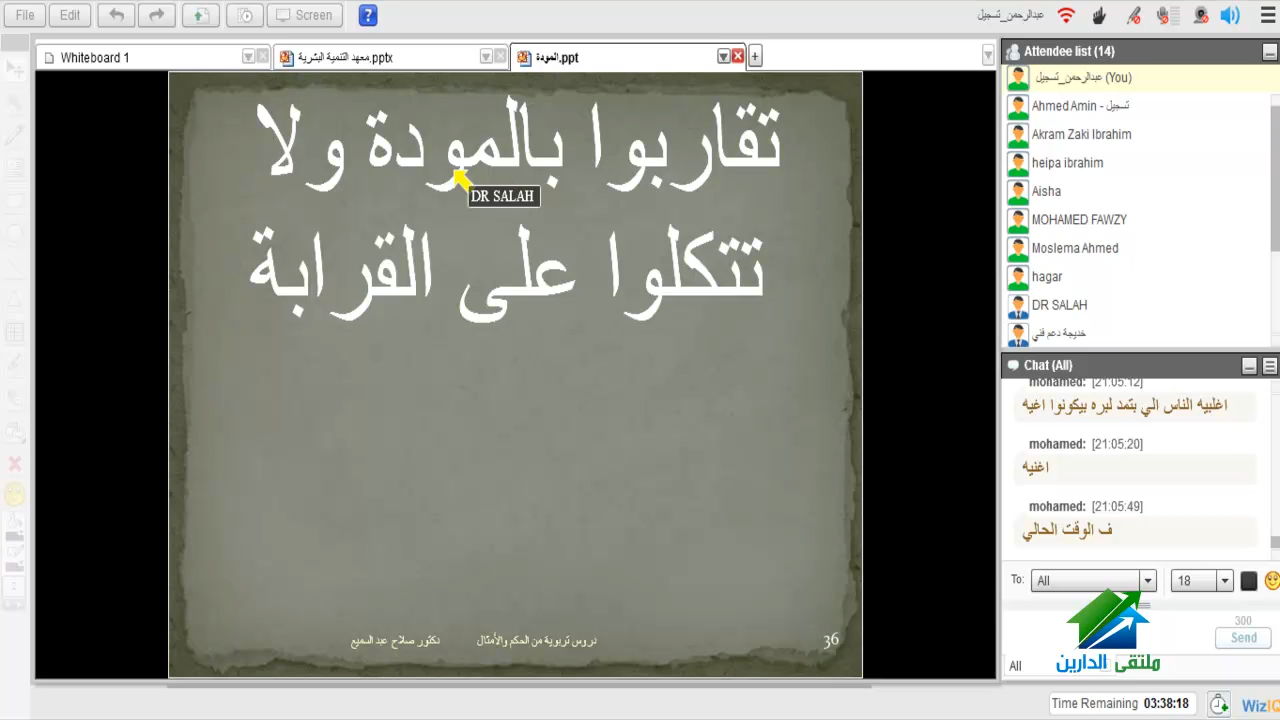 File
Edit
Screen
?
عبدالرحمن_تسجيل
Whiteboard 1
معهد التنمية البشرية.pptx
المودة.ppt
تقاربوا بالمودة ولا
تتكلوا على القرابة
DR SALAH
دروس تربوية من الحكم والأمثال
دكتور صلاح عبد السميع
36
Attendee list (14)
عبدالرحمن_تسجيل (You)
Ahmed Amin - تسجيل
Akram Zaki Ibrahim
heipa ibrahim
Aisha
MOHAMED FAWZY
Moslema Ahmed
hagar
DR SALAH
خديجة دعم فني
Chat (All)
mohamed: [21:05:12]
اغلبيه الناس الي بتمد لبره بيكونوا اغيه
mohamed: [21:05:20]
اغنيه
mohamed: [21:05:49]
ف الوقت الحالي
To: All 18
300
Send
All
ملتقى الدارين
Time Remaining 03:38:18
WizIQ